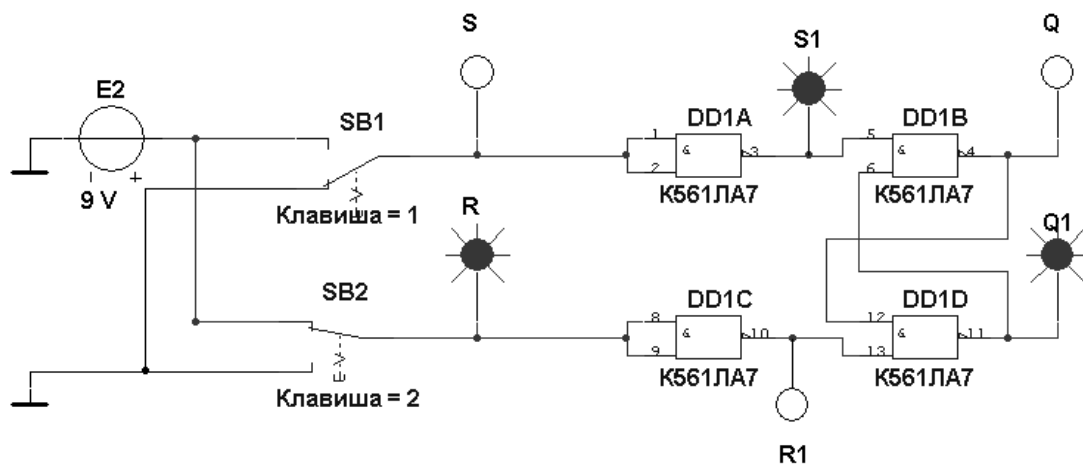 S
Q
S1
E2
DD1A
DD1B
SB1
1
2
3
&
5
6
4
&
− +
9 V
К561ЛА7
К561ЛА7
Клавиша = 1
R
Q1
SB2
DD1C
DD1D
8
9
10
&
12
13
11
&
К561ЛА7
К561ЛА7
Клавиша = 2
R1